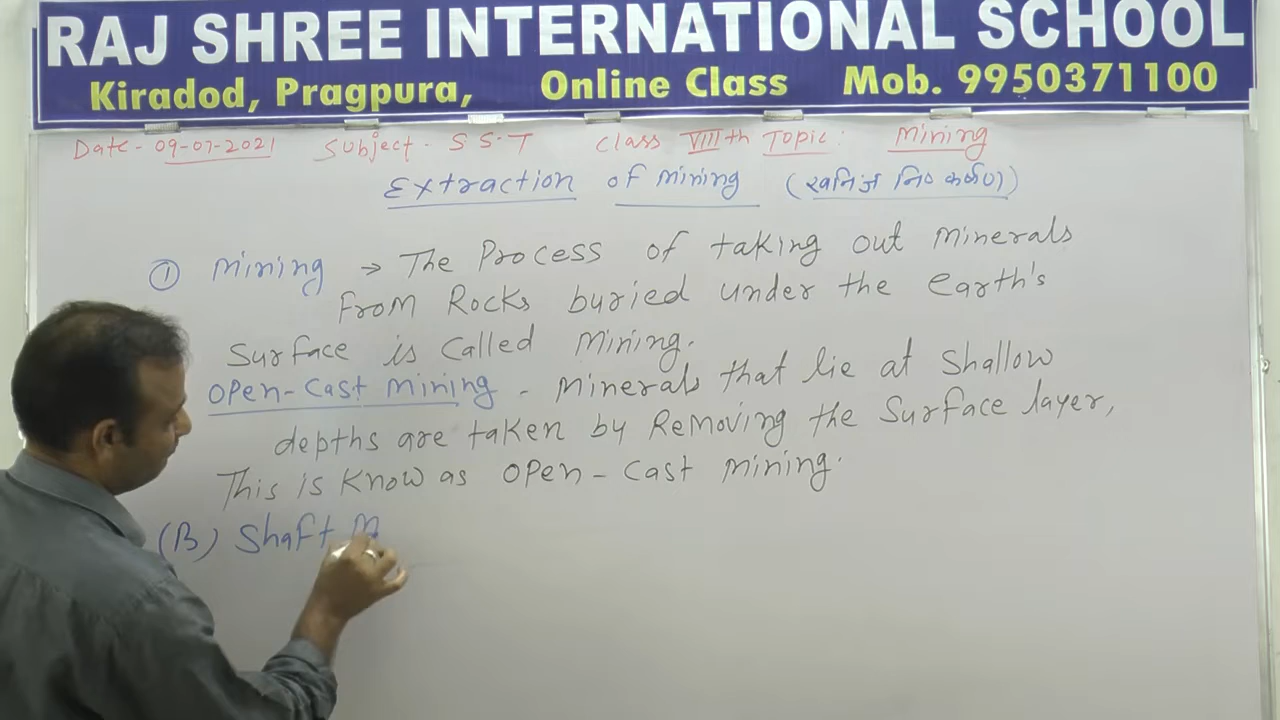 RAJ SHREE INTERNATIONAL SCHOOL
Kiradod, Pragpura, Online Class Mob. 9950371100
Date- 09-07-2021 Subject- S.S.T Class VIIIth Topic: Mining
Extraction of Mining (खनिज निष्कर्षण)
① Mining → The Process of taking out Minerals
From Rocks buried under the Earth's
Surface is Called Mining.
Open-Cast Mining - Minerals that lie at Shallow
depths are taken by Removing the Surface layer,
This is Know as Open-Cast Mining.
(B) Shaft M